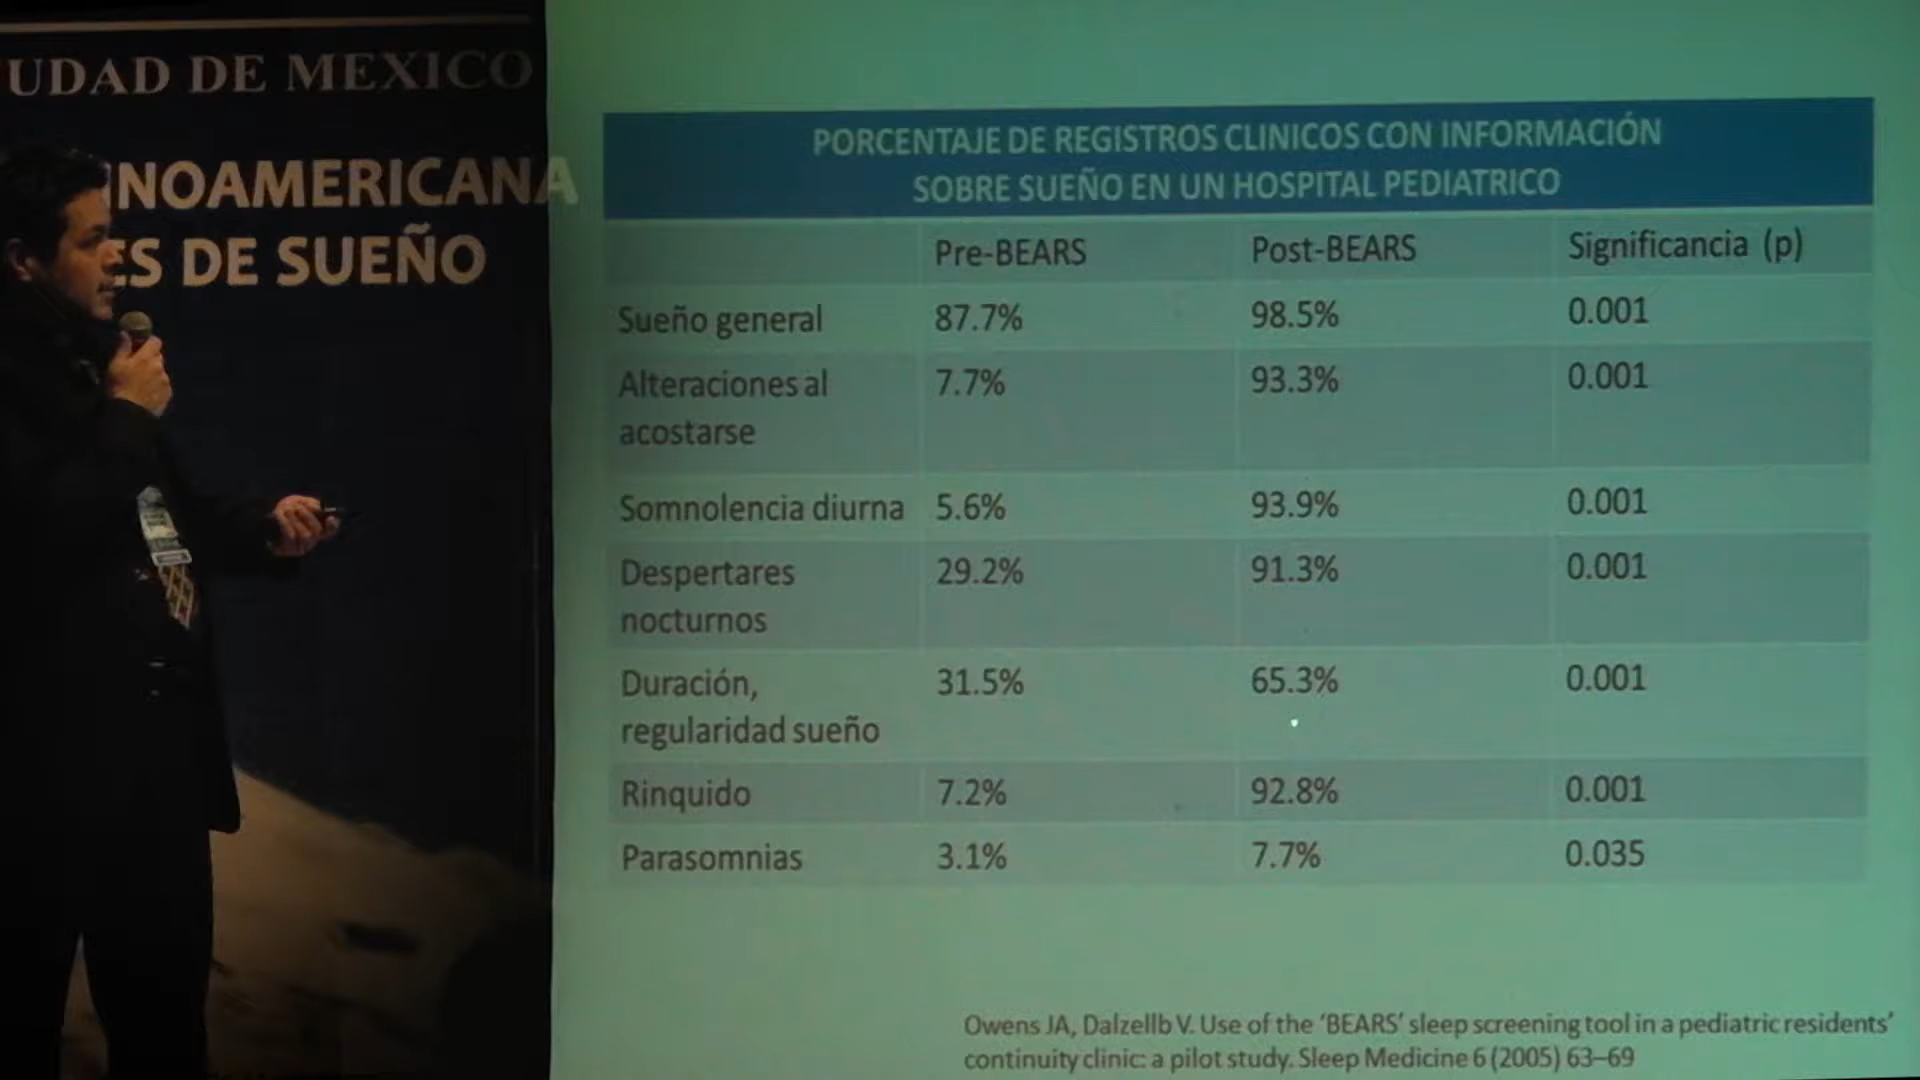 UDAD DE MEXICO
NOAMERICANA
ES DE SUEÑO
PORCENTAJE DE REGISTROS CLINICOS CON INFORMACIÓN
SOBRE SUEÑO EN UN HOSPITAL PEDIATRICO
Pre-BEARS Post-BEARS Significancia (p)
Sueño general 87.7% 98.5% 0.001
Alteraciones al 7.7% 93.3% 0.001
acostarse
Somnolencia diurna 5.6% 93.9% 0.001
Despertares 29.2% 91.3% 0.001
nocturnos
Duración, 31.5% 65.3% 0.001
regularidad sueño
Rinquido 7.2% 92.8% 0.001
Parasomnias 3.1% 7.7% 0.035
Owens JA, Dalzellb V. Use of the ‘BEARS’ sleep screening tool in a pediatric residents’
continuity clinic: a pilot study. Sleep Medicine 6 (2005) 63–69